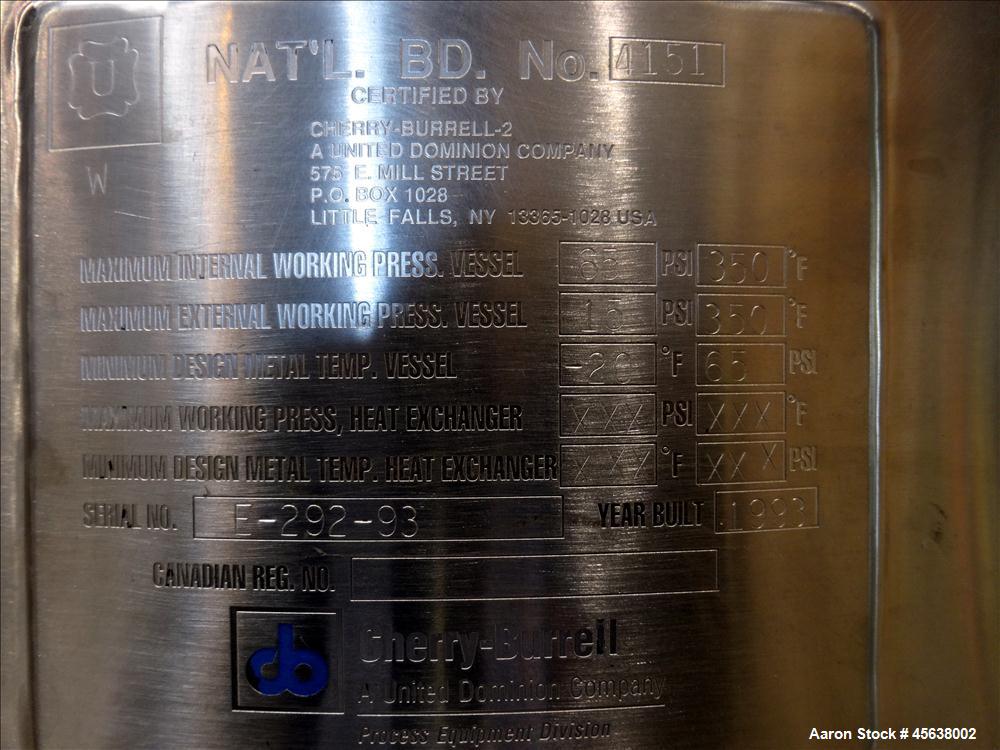 U
NAT'L. BD. No. 4151
CERTIFIED BY
W
CHERRY-BURRELL-2
A UNITED DOMINION COMPANY
575 E. MILL STREET
P.O. BOX 1028
LITTLE FALLS, NY 13365-1028 USA
MAXIMUM INTERNAL WORKING PRESS. VESSEL 65 PSI 350 °F
MAXIMUM EXTERNAL WORKING PRESS. VESSEL 15 PSI 350 °F
MINIMUM DESIGN METAL TEMP. VESSEL -20 °F 65 PSI
MAXIMUM WORKING PRESS, HEAT EXCHANGER XXX PSI XXX °F
MINIMUM DESIGN METAL TEMP. HEAT EXCHANGER XXX °F XXX PSI
SERIAL NO. E-292-93 YEAR BUILT 1993
CANADIAN REG. NO.
cb Cherry-Burrell
A United Dominion Company
Process Equipment Division
Aaron Stock # 45638002